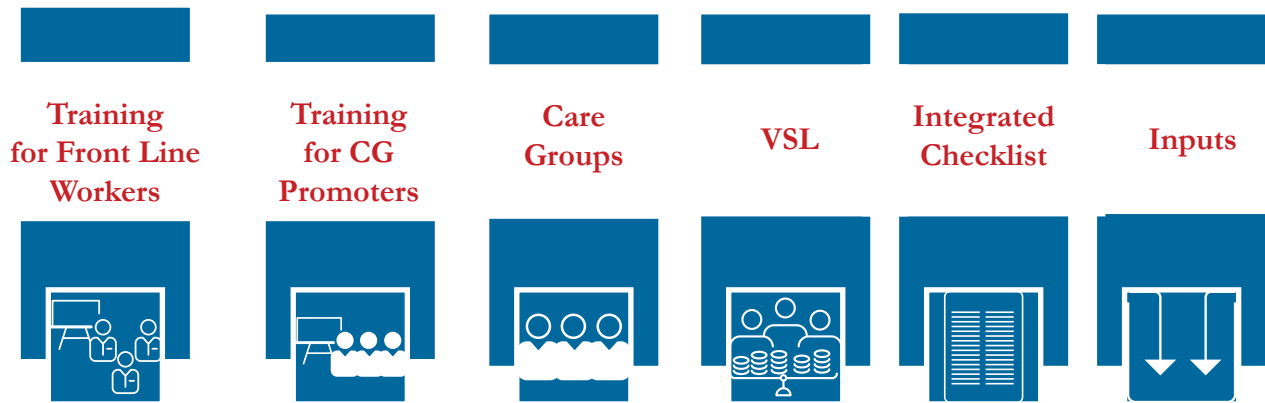 Training
for Front Line
Workers
Training
for CG
Promoters
Care
Groups
VSL
Integrated
Checklist
Inputs